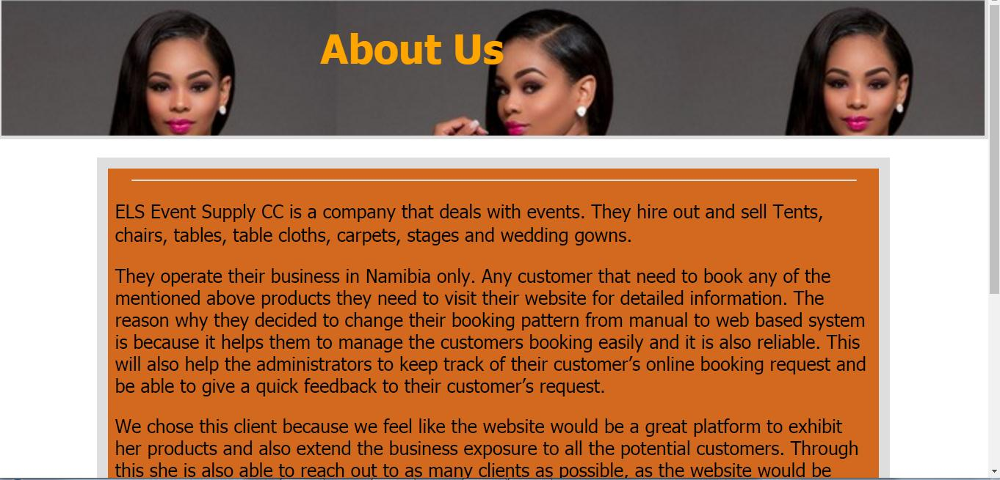 About Us
ELS Event Supply CC is a company that deals with events. They hire out and sell Tents,
chairs, tables, table cloths, carpets, stages and wedding gowns.
They operate their business in Namibia only. Any customer that need to book any of the
mentioned above products they need to visit their website for detailed information. The
reason why they decided to change their booking pattern from manual to web based system
is because it helps them to manage the customers booking easily and it is also reliable. This
will also help the administrators to keep track of their customer’s online booking request and
be able to give a quick feedback to their customer’s request.
We chose this client because we feel like the website would be a great platform to exhibit
her products and also extend the business exposure to all the potential customers. Through
this she is also able to reach out to as many clients as possible, as the website would be